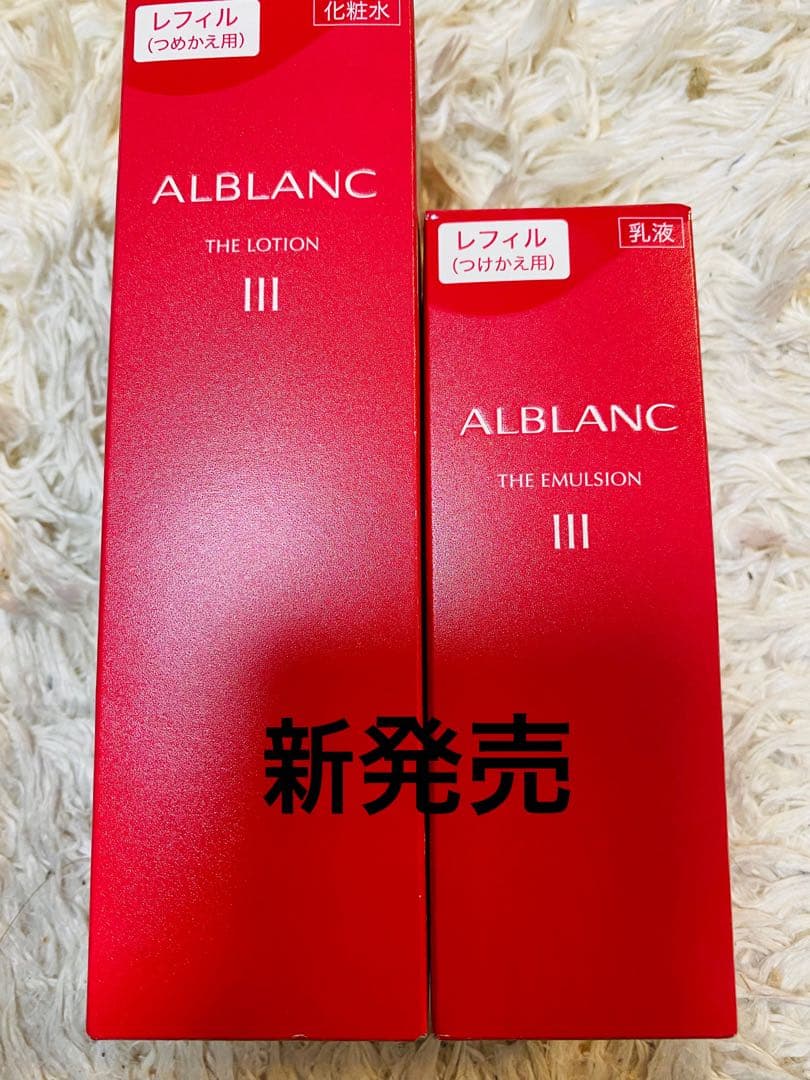 レフィル
(つめかえ用)
化粧水
ALBLANC
THE LOTION
III
レフィル
(つけかえ用)
乳液
ALBLANC
THE EMULSION
III
新発売